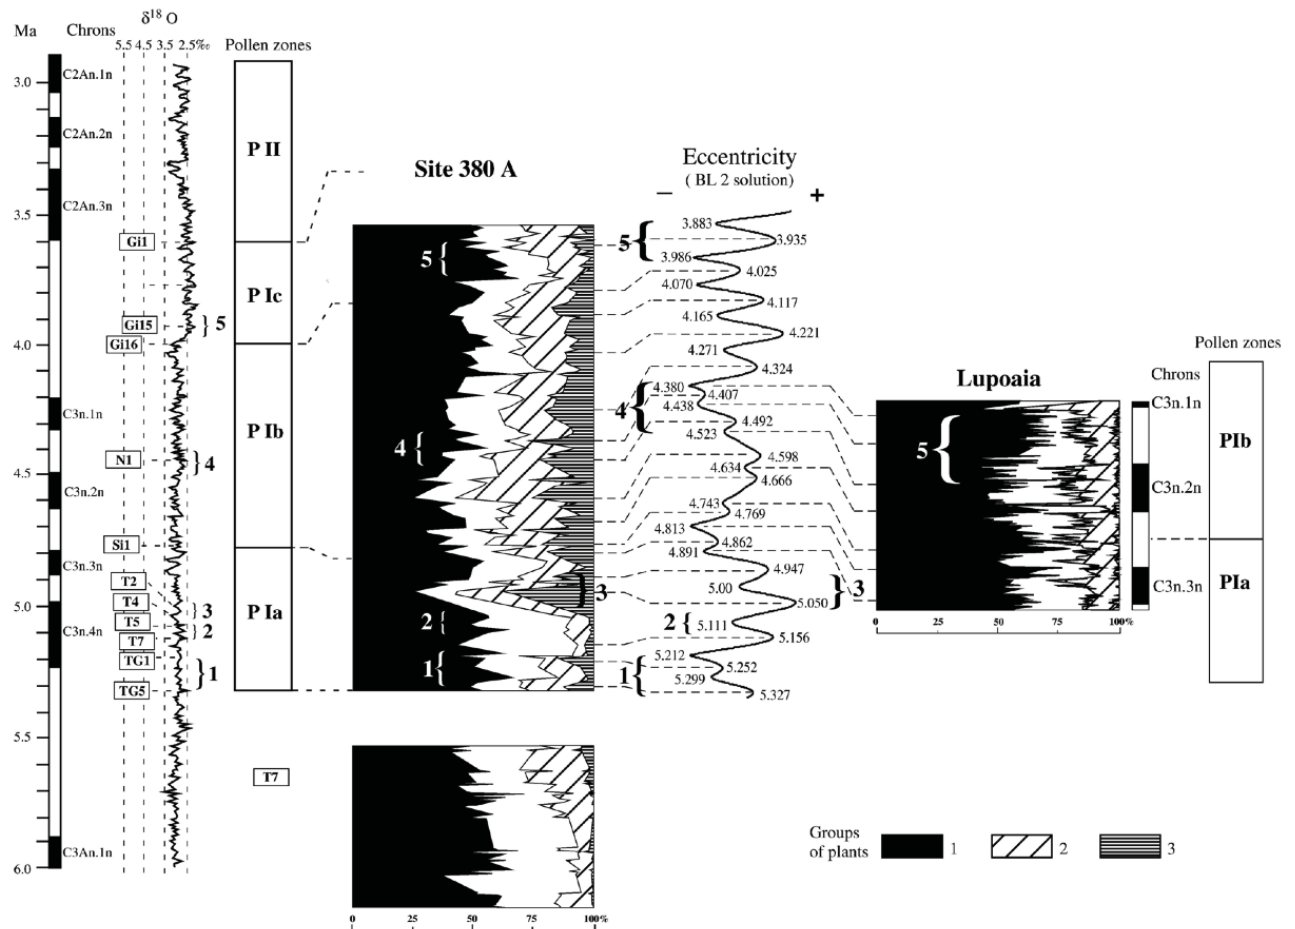 δ18 O
Ma
Chrons
5.5 4.5 3.5 2.5‰
Pollen zones
C2An.1n
3.0
C2An.2n
P II
Site 380 A
Eccentricity
( BL 2 solution)
− +
C2An.3n
3.5
Gi1
3.883
5
3.935
5
3.986
4.025
4.070
P Ic
4.117
4.165
Gi15
5
4.221
Gi16
4.0
4.271
Pollen zones
4.324
Chrons
Lupoaia
4.380
4.407
C3n.1n
4.438
C3n.1n
4
P Ib
4.492
4
4.523
PIb
5
N1
4
4.598
4.5
4.634
4.666
C3n.2n
C3n.2n
4.743
4.769
Si1
4.813
4.862
C3n.3n
4.891
4.947
PIa
T2
3
5.00
3
C3n.3n
T4
5.0
3
P Ia
5.050
T5
2
2
2
5.111
0 25 50 75 100%
C3n.4n
T7
5.156
TG1
5.212
1
1
1
5.252
5.299
TG5
5.327
5.5
T7
Groups
of plants
1
2
3
C3An.1n
6.0
0 25 50 75 100%